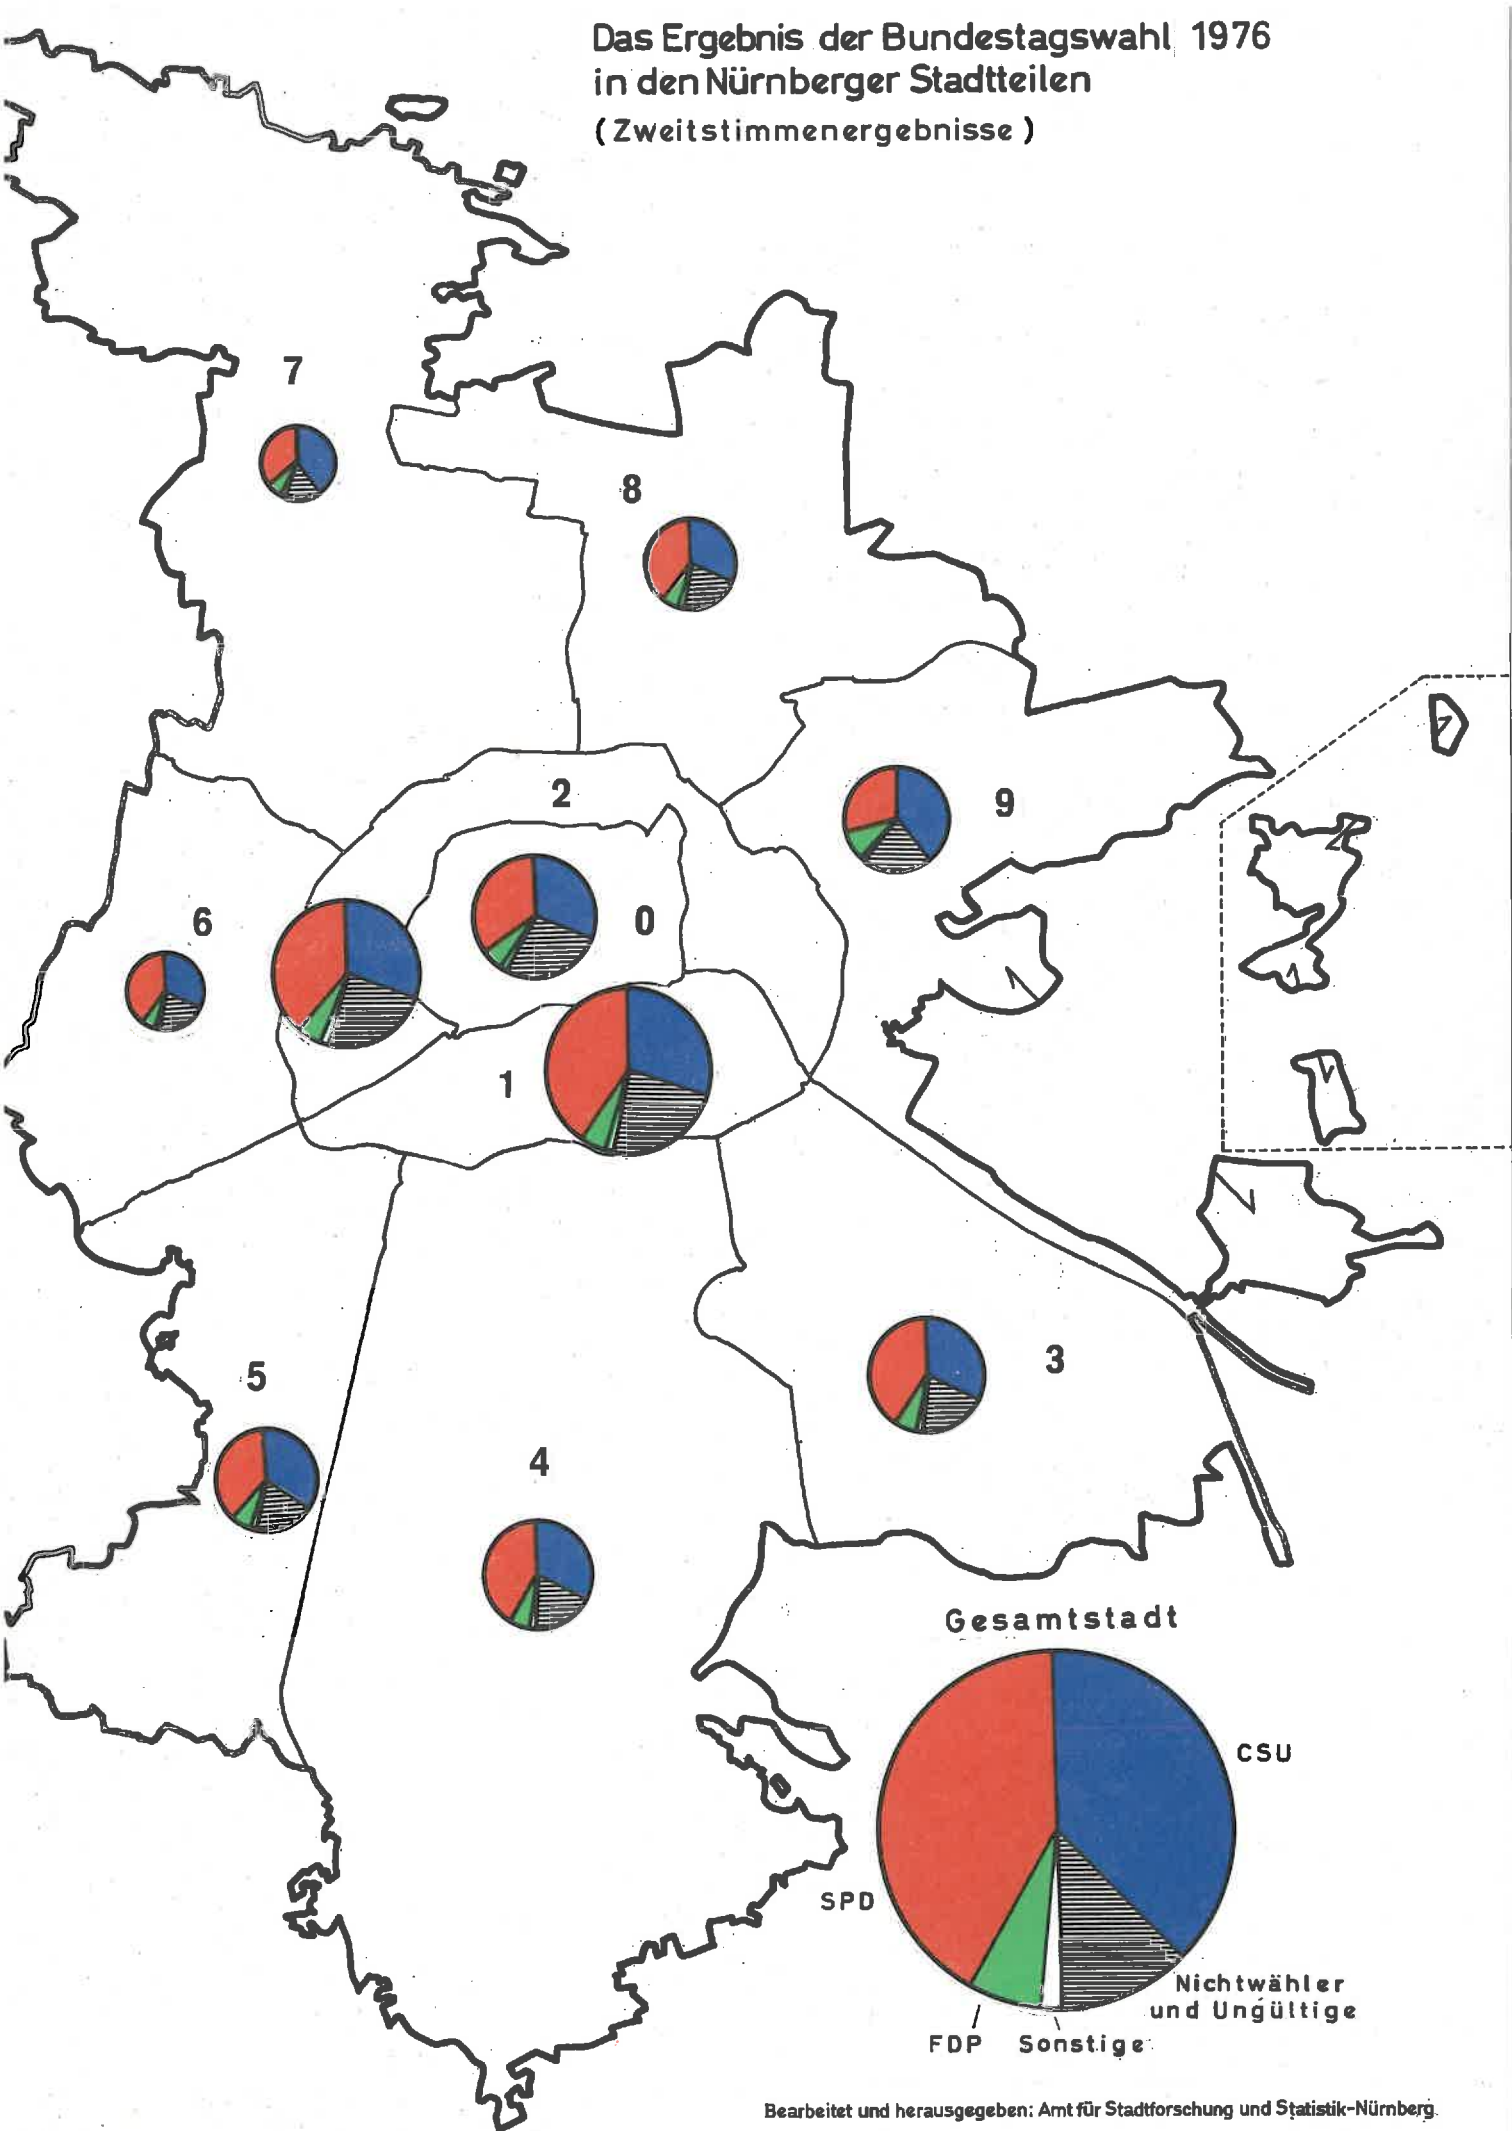 Das Ergebnis der Bundestagswahl 1976
in den Nürnberger Stadtteilen
(Zweitstimmenergebnisse)
7
8
2
9
6
0
1
3
5
4
Gesamtstadt
CSU
SPD
Nichtwähler
und Ungültige
FDP Sonstige
Bearbeitet und herausgegeben: Amt für Stadtforschung und Statistik-Nürnberg.